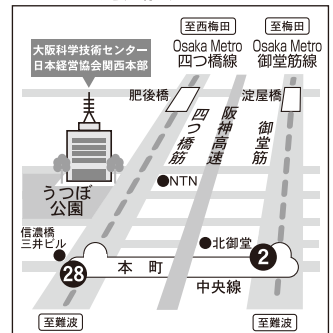 至西梅田
至梅田
Osaka Metro
四つ橋線
Osaka Metro
御堂筋線
大阪科学技術センター
日本経営協会関西本部
肥後橋
淀屋橋
四つ橋筋
阪神高速
御堂筋
●NTN
うつぼ
公園
信濃橋
三井ビル
●北御堂
28
本町
2
中央線
至難波
至難波